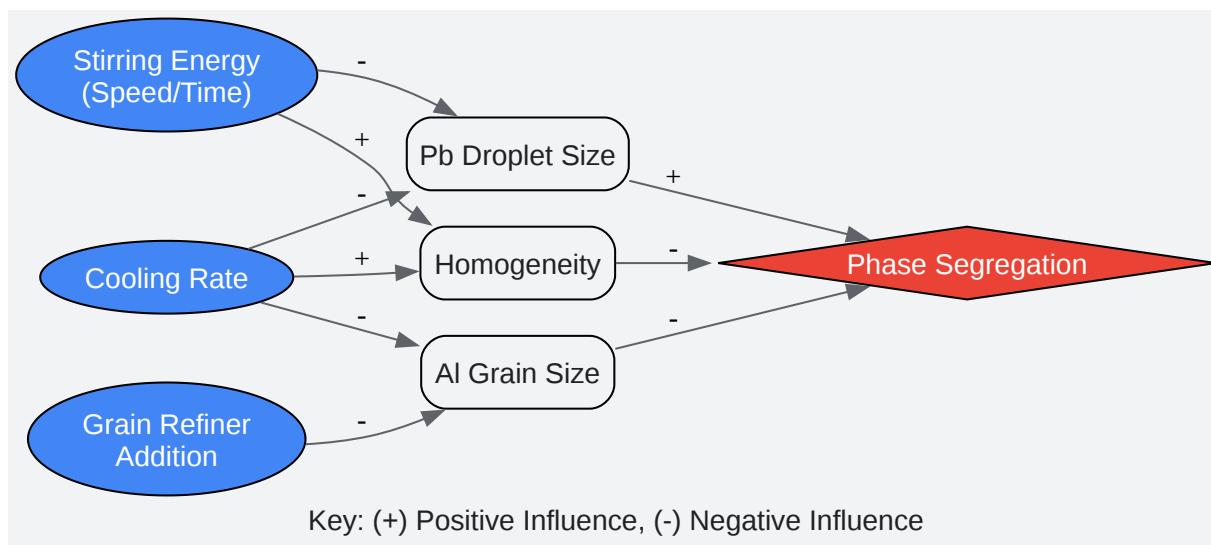 Stirring Energy
(Speed/Time)
-
+
Pb Droplet Size
-
+
Cooling Rate
+
Homogeneity
-
Phase Segregation
-
Al Grain Size
-
Grain Refiner
Addition
-
Key: (+) Positive Influence, (-) Negative Influence